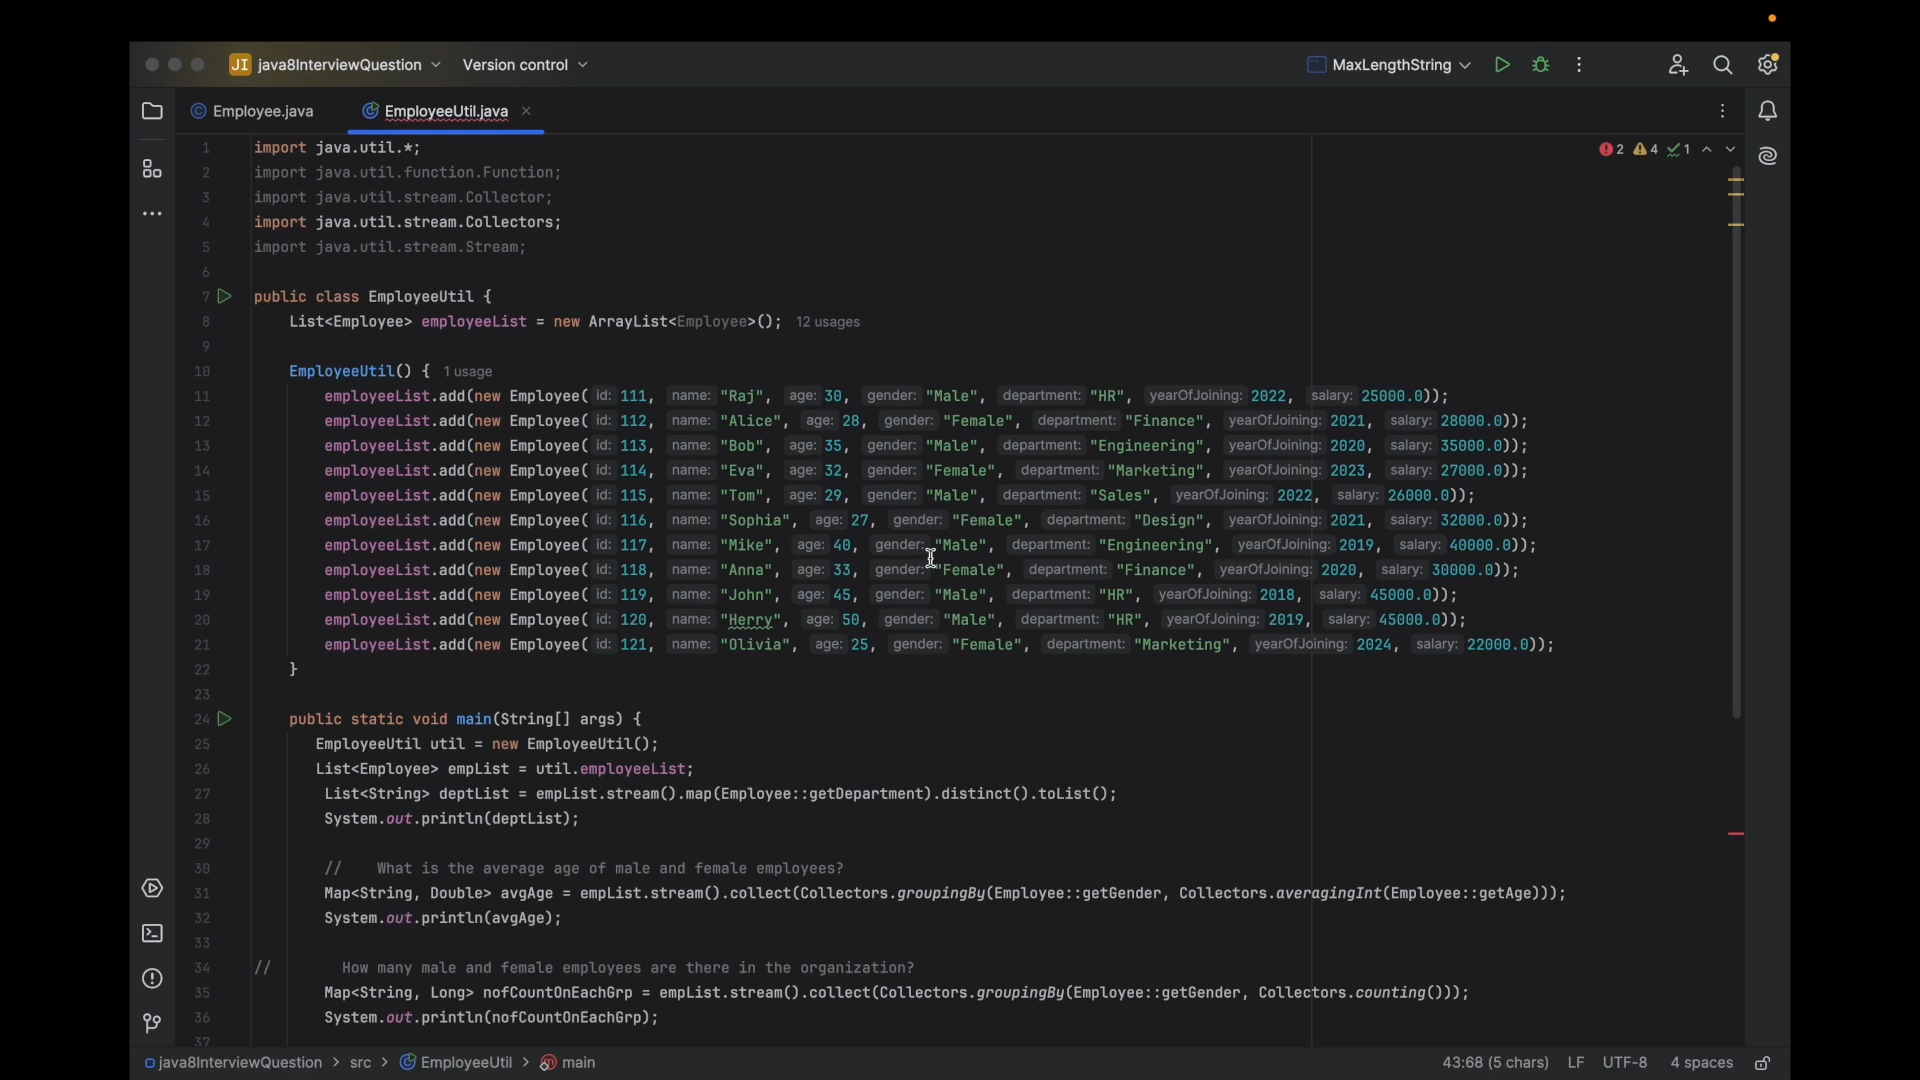 JI java8InterviewQuestion Version control MaxLengthString
Employee.java EmployeeUtil.java
2 4 1
1 import java.util.*;
2 import java.util.function.Function;
3 import java.util.stream.Collector;
4 import java.util.stream.Collectors;
5 import java.util.stream.Stream;
6
7 public class EmployeeUtil {
8 List<Employee> employeeList = new ArrayList<Employee>(); 12 usages
9
10 EmployeeUtil() { 1 usage
11 employeeList.add(new Employee( id: 111, name: "Raj", age: 30, gender: "Male", department: "HR", yearOfJoining: 2022, salary: 25000.0));
12 employeeList.add(new Employee( id: 112, name: "Alice", age: 28, gender: "Female", department: "Finance", yearOfJoining: 2021, salary: 28000.0));
13 employeeList.add(new Employee( id: 113, name: "Bob", age: 35, gender: "Male", department: "Engineering", yearOfJoining: 2020, salary: 35000.0));
14 employeeList.add(new Employee( id: 114, name: "Eva", age: 32, gender: "Female", department: "Marketing", yearOfJoining: 2023, salary: 27000.0));
15 employeeList.add(new Employee( id: 115, name: "Tom", age: 29, gender: "Male", department: "Sales", yearOfJoining: 2022, salary: 26000.0));
16 employeeList.add(new Employee( id: 116, name: "Sophia", age: 27, gender: "Female", department: "Design", yearOfJoining: 2021, salary: 32000.0));
17 employeeList.add(new Employee( id: 117, name: "Mike", age: 40, gender: "Male", department: "Engineering", yearOfJoining: 2019, salary: 40000.0));
18 employeeList.add(new Employee( id: 118, name: "Anna", age: 33, gender: "Female", department: "Finance", yearOfJoining: 2020, salary: 30000.0));
19 employeeList.add(new Employee( id: 119, name: "John", age: 45, gender: "Male", department: "HR", yearOfJoining: 2018, salary: 45000.0));
20 employeeList.add(new Employee( id: 120, name: "Herry", age: 50, gender: "Male", department: "HR", yearOfJoining: 2019, salary: 45000.0));
21 employeeList.add(new Employee( id: 121, name: "Olivia", age: 25, gender: "Female", department: "Marketing", yearOfJoining: 2024, salary: 22000.0));
22 }
23
24 public static void main(String[] args) {
25 EmployeeUtil util = new EmployeeUtil();
26 List<Employee> empList = util.employeeList;
27 List<String> deptList = empList.stream().map(Employee::getDepartment).distinct().toList();
28 System.out.println(deptList);
29
30 // What is the average age of male and female employees?
31 Map<String, Double> avgAge = empList.stream().collect(Collectors.groupingBy(Employee::getGender, Collectors.averagingInt(Employee::getAge)));
32 System.out.println(avgAge);
33
34 // How many male and female employees are there in the organization?
35 Map<String, Long> nofCountOnEachGrp = empList.stream().collect(Collectors.groupingBy(Employee::getGender, Collectors.counting()));
36 System.out.println(nofCountOnEachGrp);
37
java8InterviewQuestion > src > EmployeeUtil > main 43:68 (5 chars) LF UTF-8 4 spaces